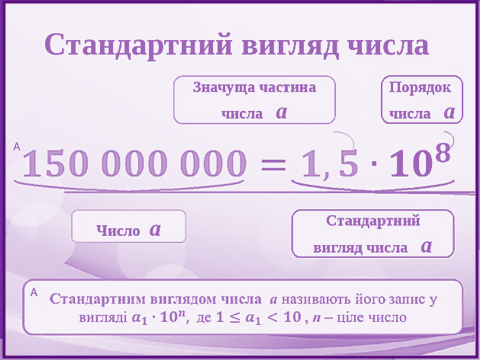 Стандартний вигляд числа
Значуща частина
числа a
Порядок
числа a
A
150 000 000 = 1, 5 · 10⁸
Число a
Стандартний
вигляд числа a
A
Стандартним виглядом числа a називають його запис у
вигляді a₁ · 10ⁿ, де 1 ≤ a₁ < 10 , n – ціле число